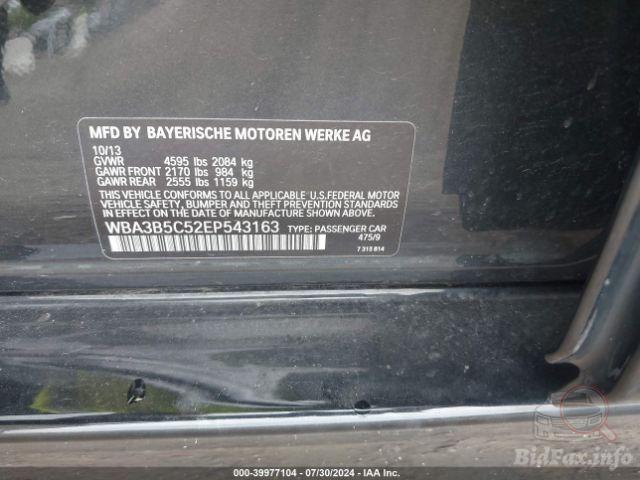 MFD BY BAYERISCHE MOTOREN WERKE AG
10/13
GVWR 4595 lbs 2084 kg
GAWR FRONT 2170 lbs 984 kg
GAWR REAR 2555 lbs 1159 kg
THIS VEHICLE CONFORMS TO ALL APPLICABLE U.S. FEDERAL MOTOR
VEHICLE SAFETY, BUMPER AND THEFT PREVENTION STANDARDS
IN EFFECT ON THE DATE OF MANUFACTURE SHOWN ABOVE.
WBA3B5C52EP543163 TYPE: PASSENGER CAR
475/9
7 315 814
BidFax.info
000-39977104 / 07/30/2024 - IAA Inc.